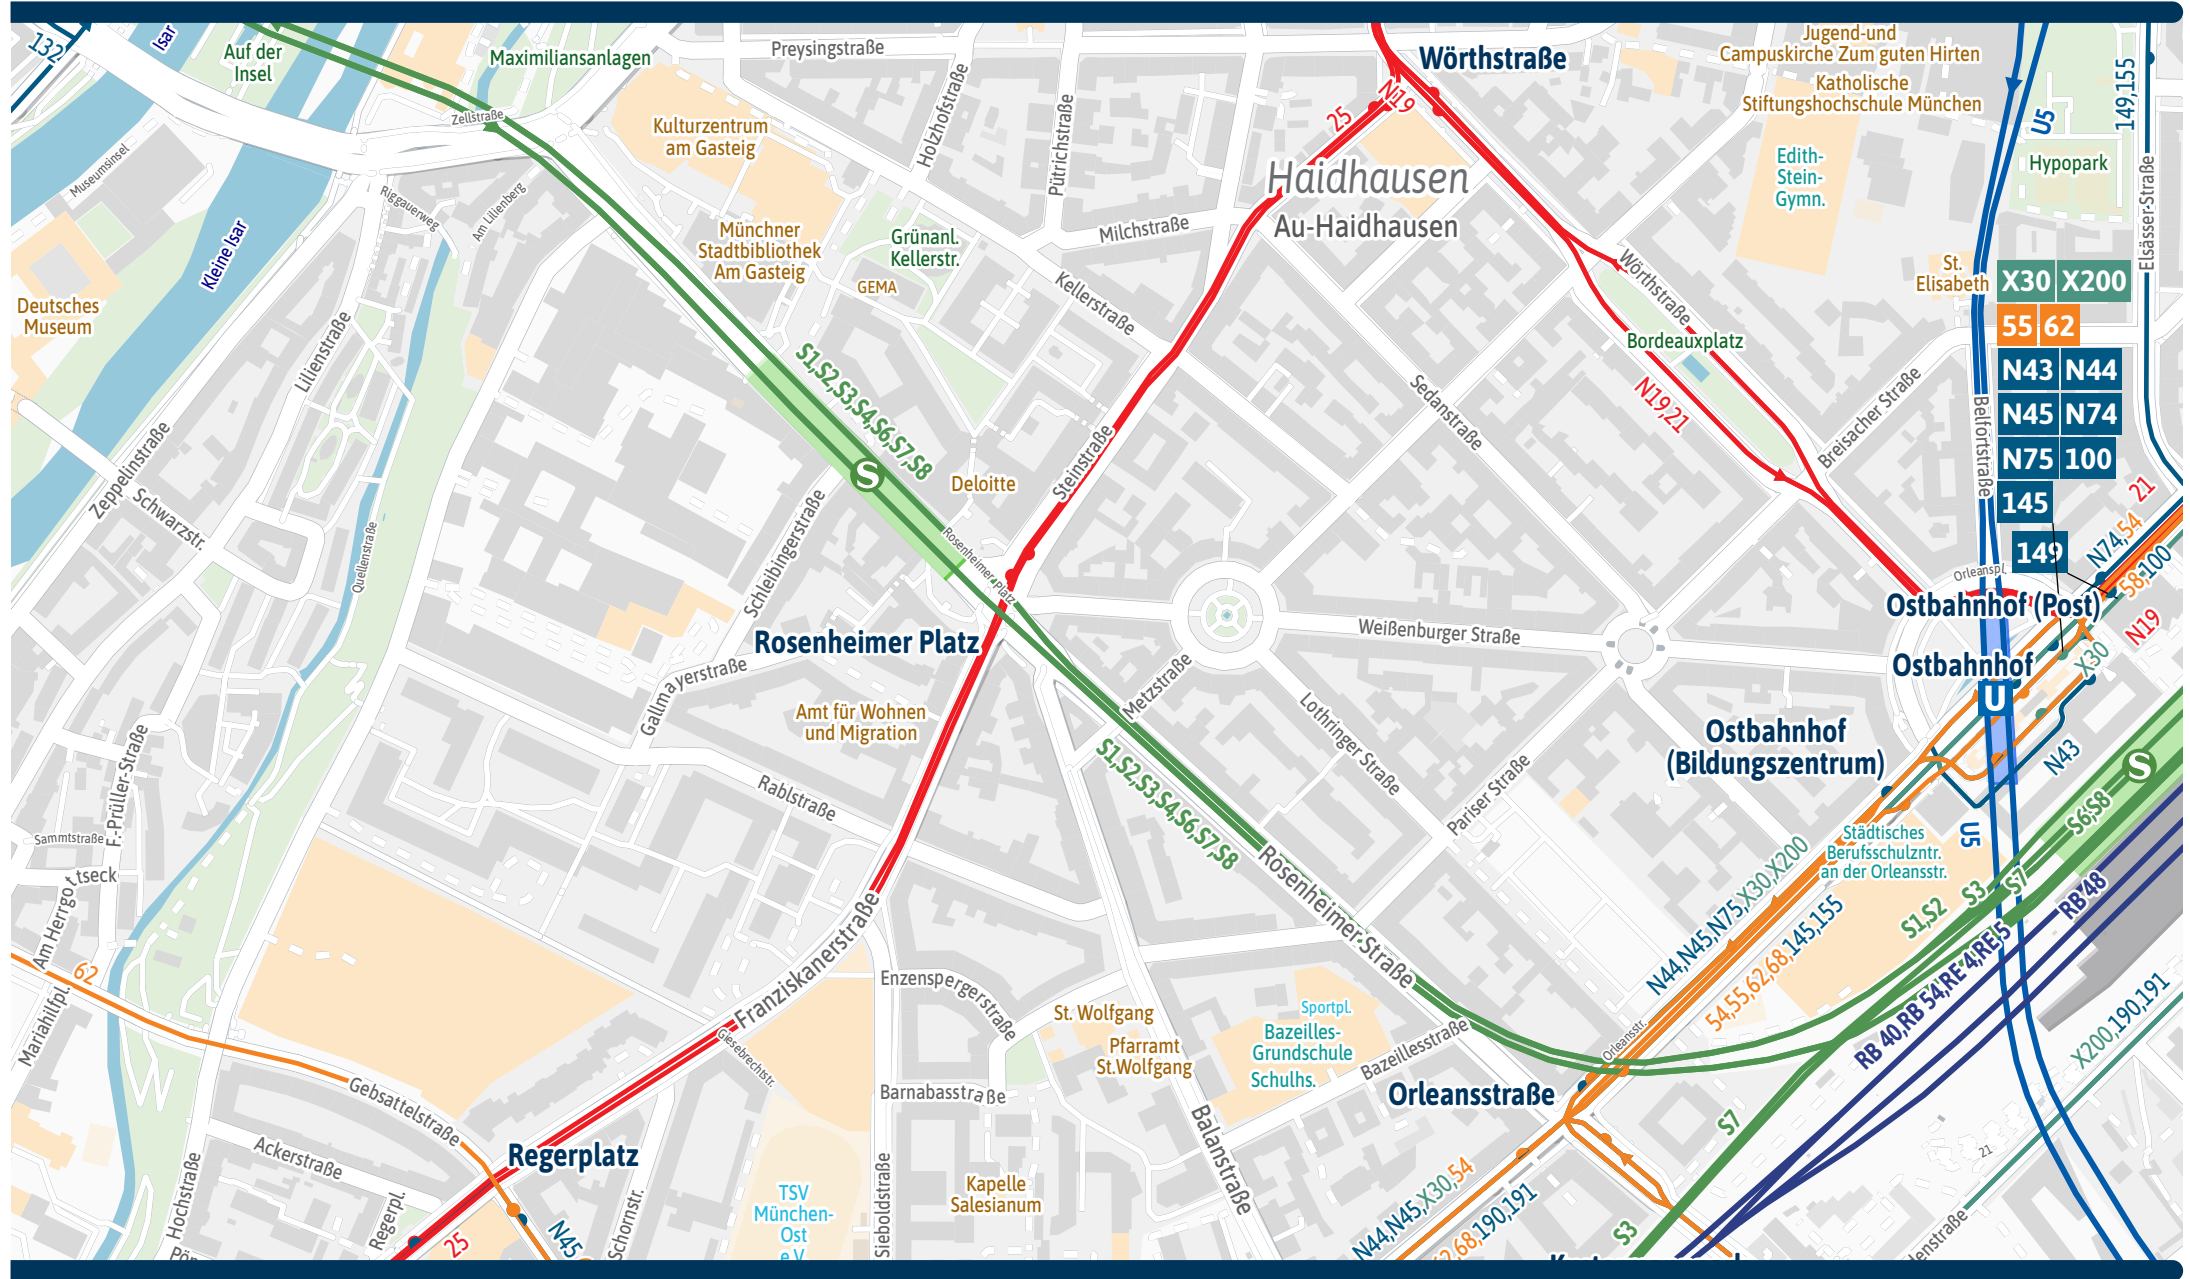 132
Isar
Auf der
Insel
Maximiliansanlagen
Preysingstraße
Wörthstraße
Jugend-und
Campuskirche Zum guten Hirten
Katholische
Stiftungshochschule München
U5
149,155
Zellstraße
Kulturzentrum
am Gasteig
Holzhofstraße
Pütrichstraße
25
N19
Hypopark
Edith-
Stein-
Gymn.
Museumsinsel
Riggauerweg
Am Lilienberg
Haidhausen
Au-Haidhausen
Milchstraße
Elsässer-Straße
Kleine Isar
Münchner
Stadtbibliothek
Am Gasteig
Grünanl.
Kellerstr.
GEMA
Kellerstraße
Wörthstraße
St.
Elisabeth
X30 X200
55 62
N43 N44
N45 N74
N75 100
145
149
Deutsches
Museum
Lilienstraße
Bordeauxplatz
S1,S2,S3,S4,S6,S7,S8
S
N19,21
Sedanstraße
Breisacher Straße
Belfortstraße
Zeppelinstraße
Schwarzstr.
Quellenstraße
Steinstraße
Deloitte
Schleibingerstraße
Rosenheimer-Platz
21
N74,54
58,100
Orleanspl.
Ostbahnhof (Post)
N19
Rosenheimer Platz
Weißenburger Straße
Ostbahnhof
X30
U
Gallmayerstraße
Metzstraße
Amt für Wohnen
und Migration
Lothringer Straße
Ostbahnhof
(Bildungszentrum)
N43
S
F.-Prüller-Straße
Rablstraße
S1,S2,S3,S4,S6,S7,S8
Pariser Straße
Sammtstraße
U5
S6,S8
Städtisches
Berufsschulzntr.
an der Orleansstr.
Am Herrgottseck
Rosenheimer-Straße
N44,N45,N75,X30,X200
54,55,62,68,145,155
S1,S2
S3
S7
RB 48
RB 40,RB 54,RE 4,RE 5
62
Mariahilfpl.
Franziskanerstraße
Enzenspergerstraße
St. Wolfgang
Pfarramt
St.Wolfgang
Sportpl.
Bazeilles-
Grundschule
Schulhs.
Bazeillesstraße
Orleansstr.
X200,190,191
Giesebrechtstr.
Gebsattelstraße
Barnabasstraße
Orleansstraße
S7
Balanstraße
Ackerstraße
Regerplatz
Hochstraße
Regerpl.
25
N45
Schornstr.
TSV
München-
Ost
e.V.
Sieboldstraße
Kapelle
Salesianum
N44,N45,X30,54
68,190,191
S3
21